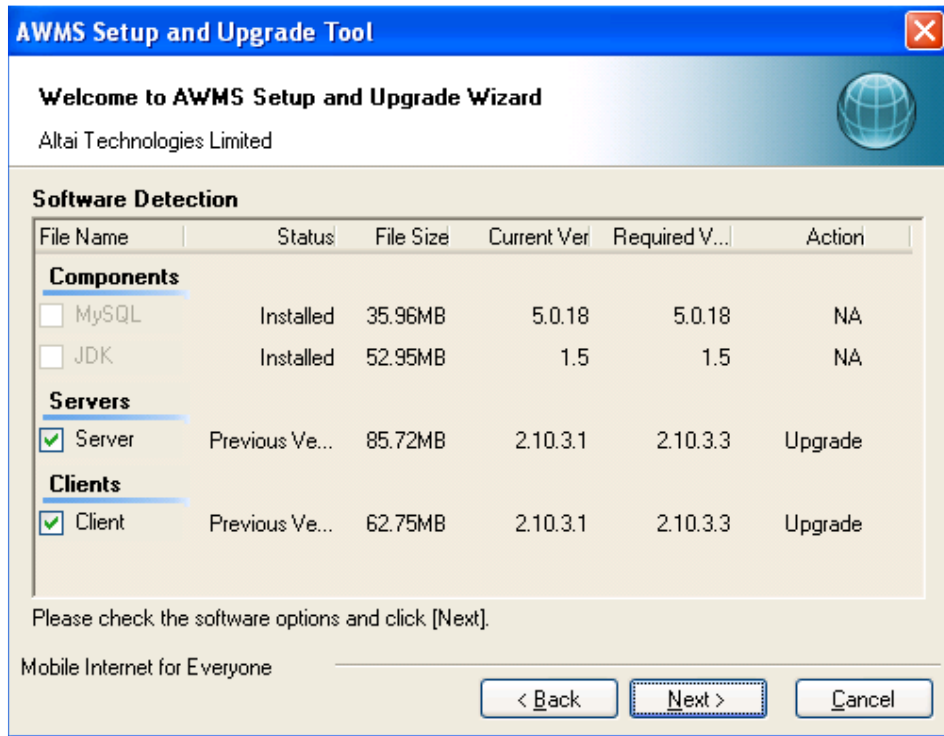 AWMS Setup and Upgrade Tool
Welcome to AWMS Setup and Upgrade Wizard
Altai Technologies Limited
Software Detection
File Name Status File Size Current Ver Required V... Action
Components
MySQL Installed 35.96MB 5.0.18 5.0.18 NA
JDK Installed 52.95MB 1.5 1.5 NA
Servers
Server Previous Ve... 85.72MB 2.10.3.1 2.10.3.3 Upgrade
Clients
Client Previous Ve... 62.75MB 2.10.3.1 2.10.3.3 Upgrade
Please check the software options and click [Next].
Mobile Internet for Everyone
< Back Next > Cancel